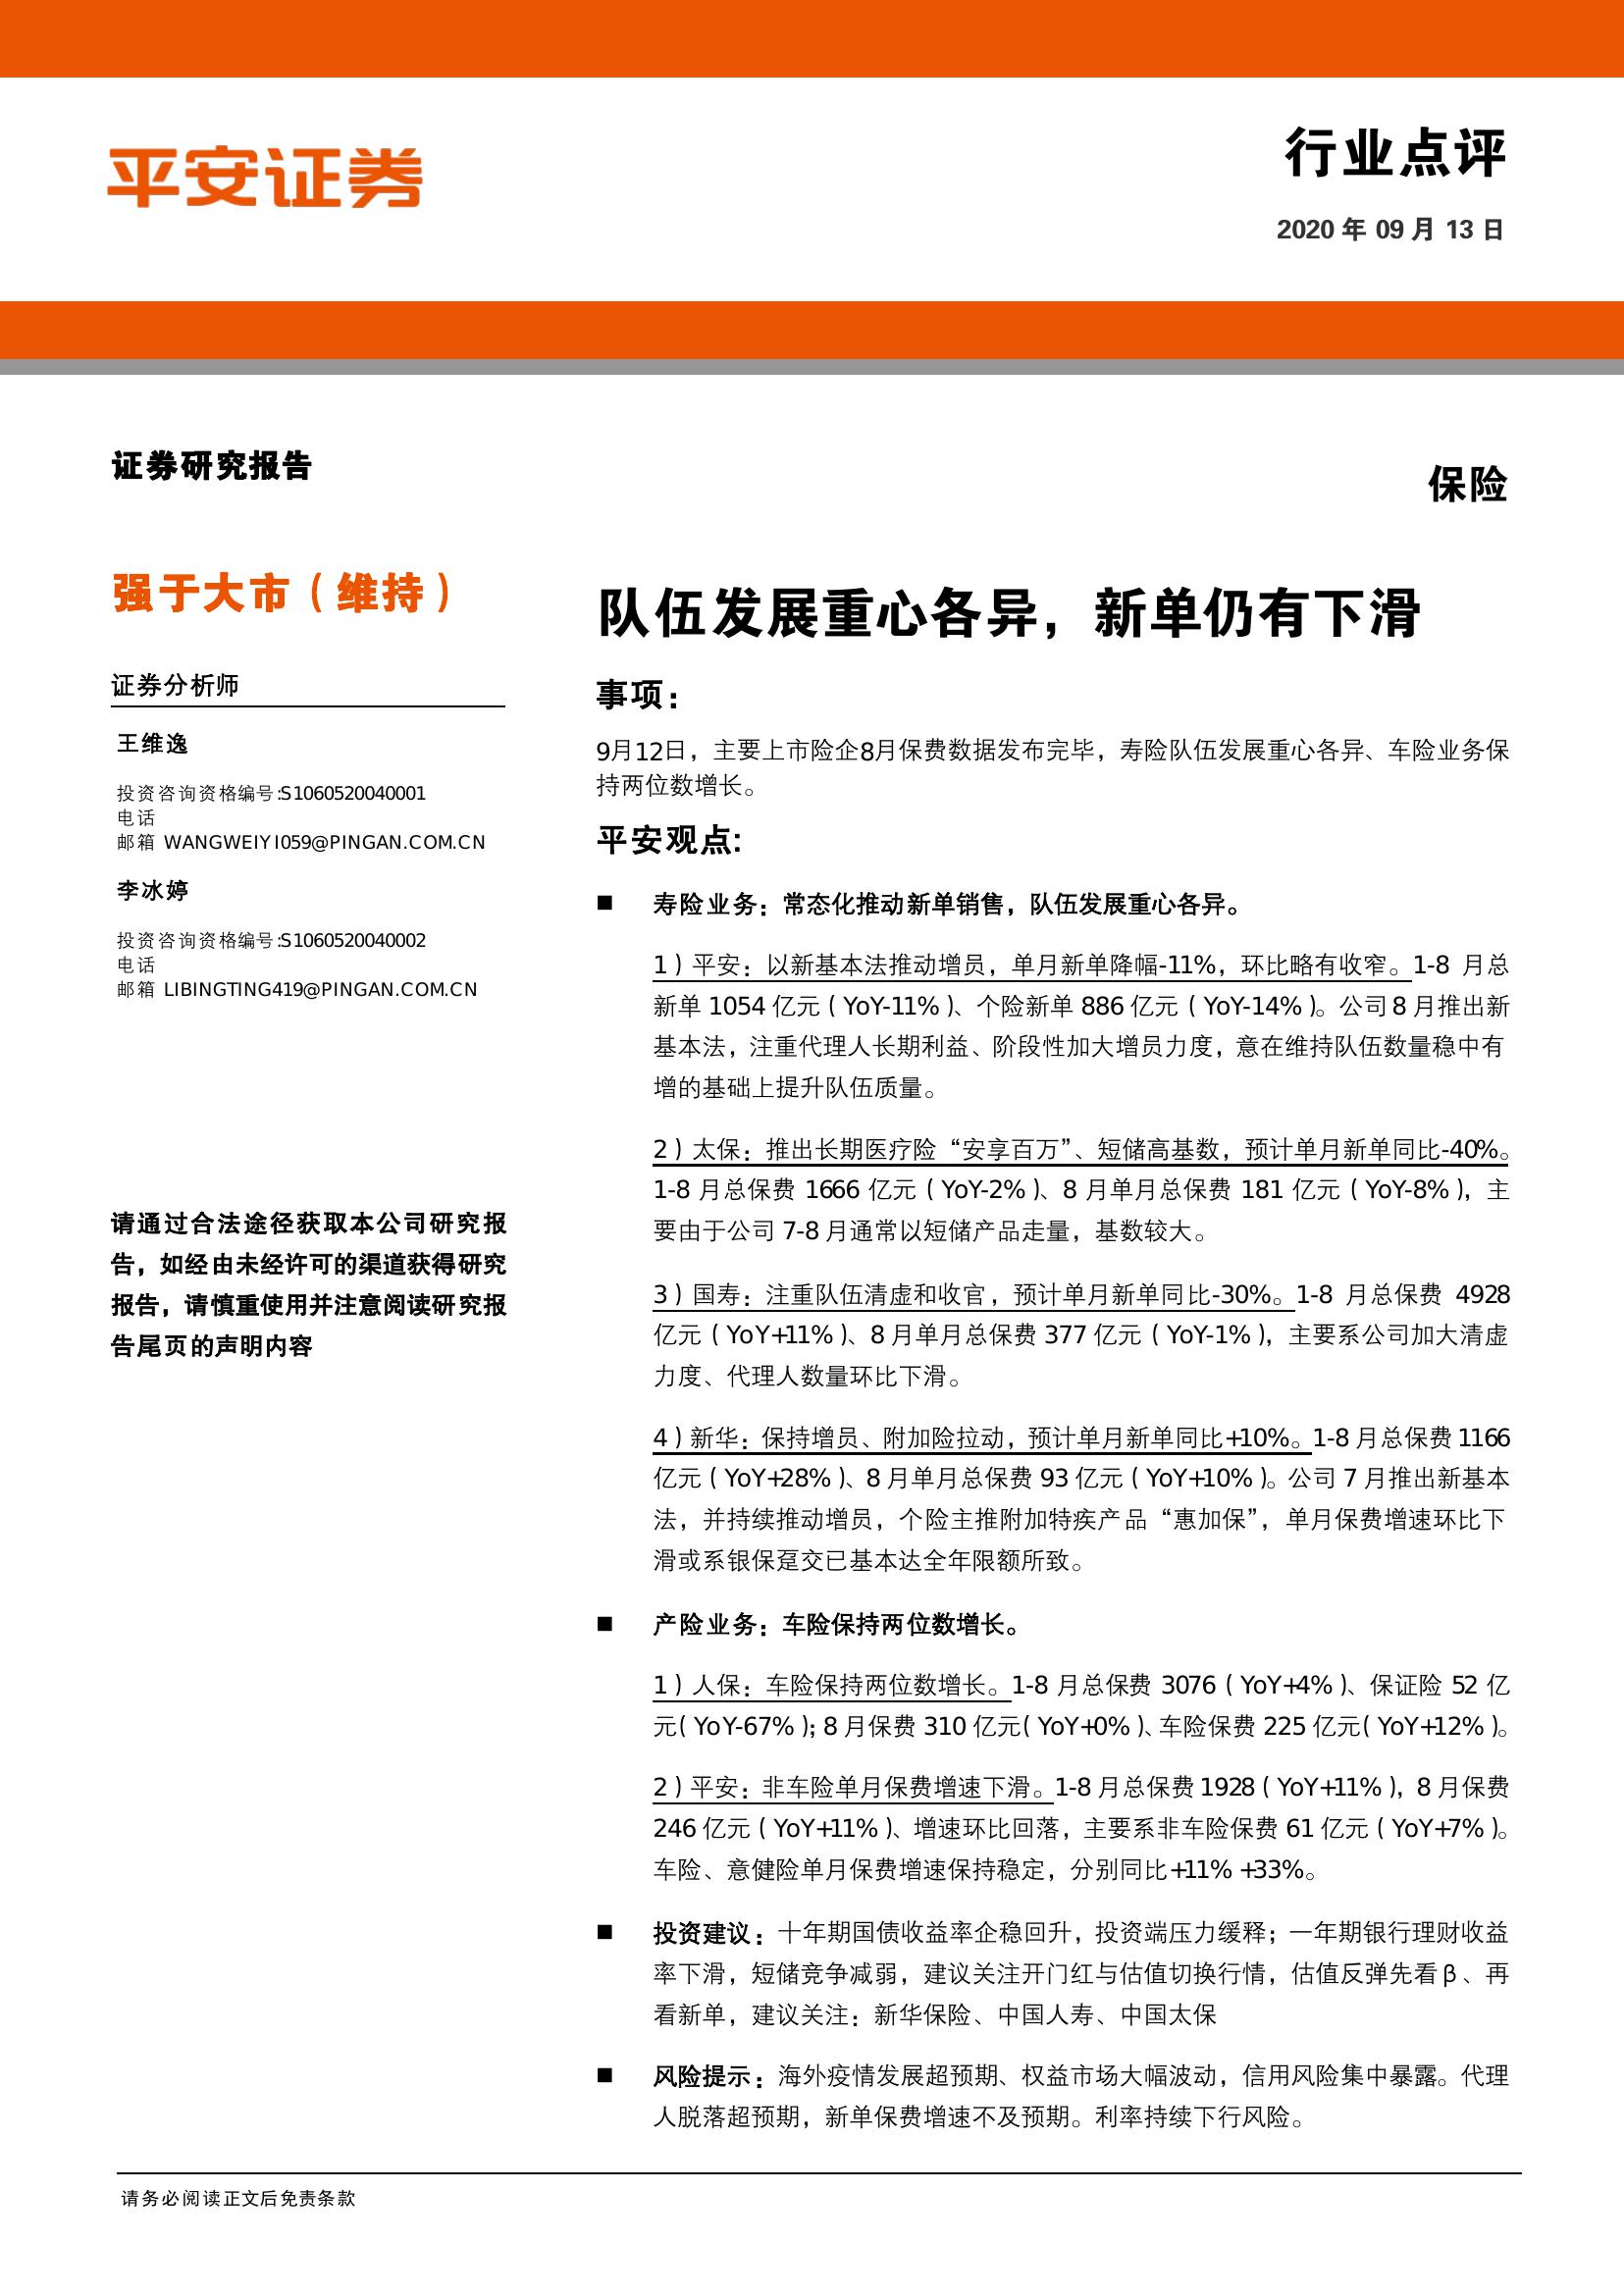 平安证券
行业点评
2020 年 09 月 13 日
证券研究报告
保险
强于大市（维持）
证券分析师
王维逸
投资咨询资格编号:S1060520040001
电话
邮箱 WANGWEIYI059@PINGAN.COM.CN
李冰婷
投资咨询资格编号:S1060520040002
电话
邮箱 LIBINGTING419@PINGAN.COM.CN
请通过合法途径获取本公司研究报
告，如经由未经许可的渠道获得研究
报告，请慎重使用并注意阅读研究报
告尾页的声明内容
队伍发展重心各异，新单仍有下滑
事项：
9月12日，主要上市险企8月保费数据发布完毕，寿险队伍发展重心各异、车险业务保
持两位数增长。
平安观点:
■ 寿险业务：常态化推动新单销售，队伍发展重心各异。
1）平安：以新基本法推动增员，单月新单降幅-11%，环比略有收窄。1-8 月总
新单 1054 亿元（YoY-11%）、个险新单 886 亿元（YoY-14%）。公司 8 月推出新
基本法，注重代理人长期利益、阶段性加大增员力度，意在维持队伍数量稳中有
增的基础上提升队伍质量。
2）太保：推出长期医疗险“安享百万”、短储高基数，预计单月新单同比-40%。
1-8 月总保费 1666 亿元（YoY-2%）、8 月单月总保费 181 亿元（YoY-8%），主
要由于公司 7-8 月通常以短储产品走量，基数较大。
3）国寿：注重队伍清虚和收官，预计单月新单同比-30%。1-8 月总保费 4928
亿元（YoY+11%）、8 月单月总保费 377 亿元（YoY-1%），主要系公司加大清虚
力度、代理人数量环比下滑。
4）新华：保持增员、附加险拉动，预计单月新单同比+10%。1-8 月总保费 1166
亿元（YoY+28%）、8 月单月总保费 93 亿元（YoY+10%）。公司 7 月推出新基本
法，并持续推动增员，个险主推附加特疾产品“惠加保”，单月保费增速环比下
滑或系银保趸交已基本达全年限额所致。
■ 产险业务：车险保持两位数增长。
1）人保：车险保持两位数增长。1-8 月总保费 3076（YoY+4%）、保证险 52 亿
元（YoY-67%）；8 月保费 310 亿元（YoY+0%）、车险保费 225 亿元（YoY+12%）。
2）平安：非车险单月保费增速下滑。1-8 月总保费 1928（YoY+11%），8 月保费
246 亿元（YoY+11%）、增速环比回落，主要系非车险保费 61 亿元（YoY+7%）。
车险、意健险单月保费增速保持稳定，分别同比+11% +33%。
■ 投资建议：十年期国债收益率企稳回升，投资端压力缓释；一年期银行理财收益
率下滑，短储竞争减弱，建议关注开门红与估值切换行情，估值反弹先看β、再
看新单，建议关注：新华保险、中国人寿、中国太保
■ 风险提示：海外疫情发展超预期、权益市场大幅波动，信用风险集中暴露。代理
人脱落超预期，新单保费增速不及预期。利率持续下行风险。
请务必阅读正文后免责条款